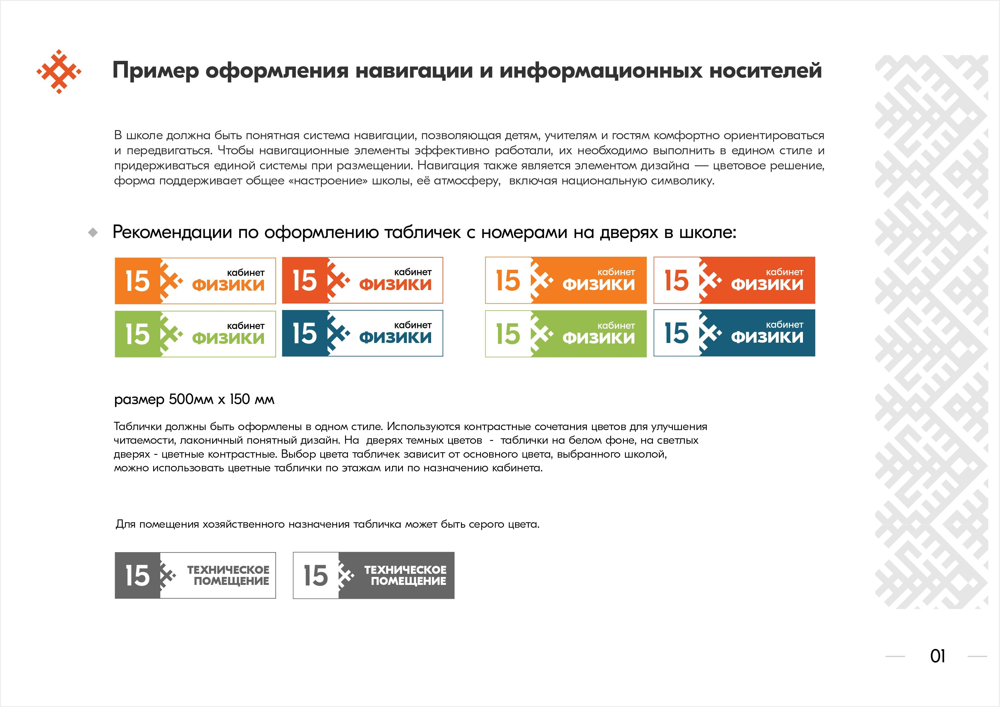 Пример оформления навигации и информационных носителей
В школе должна быть понятная система навигации, позволяющая детям, учителям и гостям комфортно ориентироваться
и передвигаться. Чтобы навигационные элементы эффективно работали, их необходимо выполнить в едином стиле и
придерживаться единой системы при размещении. Навигация также является элементом дизайна — цветовое решение,
форма поддерживает общее «настроение» школы, её атмосферу, включая национальную символику.
Рекомендации по оформлению табличек с номерами на дверях в школе:
15 кабинет
ФИЗИКИ
15 кабинет
ФИЗИКИ
15 кабинет
ФИЗИКИ
15 кабинет
ФИЗИКИ
15 кабинет
ФИЗИКИ
15 кабинет
ФИЗИКИ
15 кабинет
ФИЗИКИ
15 кабинет
ФИЗИКИ
размер 500мм х 150 мм
Таблички должны быть оформлены в одном стиле. Используются контрастные сочетания цветов для улучшения
читаемости, лаконичный понятный дизайн. На дверях темных цветов - таблички на белом фоне, на светлых
дверях - цветные контрастные. Выбор цвета табличек зависит от основного цвета, выбранного школой,
можно использовать цветные таблички по этажам или по назначению кабинета.
Для помещения хозяйственного назначения табличка может быть серого цвета.
15 ТЕХНИЧЕСКОЕ
ПОМЕЩЕНИЕ
15 ТЕХНИЧЕСКОЕ
ПОМЕЩЕНИЕ
01